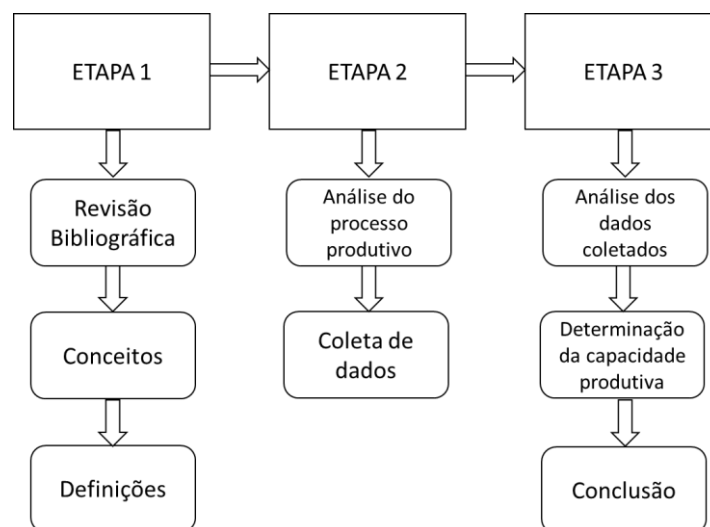 ETAPA 1
ETAPA 2
ETAPA 3
Revisão
Bibliográfica
Análise do
processo
produtivo
Análise dos
dados
coletados
Conceitos
Coleta de
dados
Determinação
da capacidade
produtiva
Definições
Conclusão